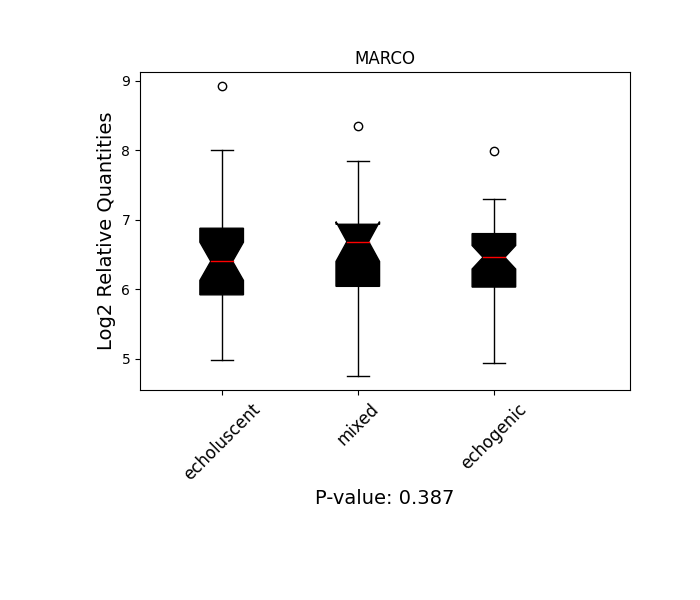 MARCO
Log2 Relative Quantities
9
8
7
6
5
echoluscent
mixed
echogenic
P-value: 0.387